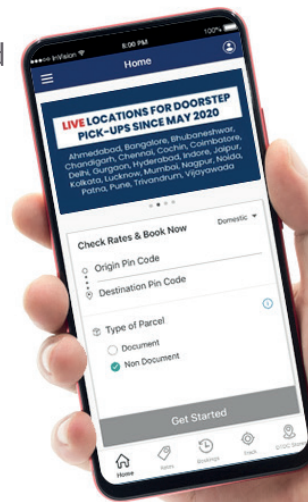 InVision
8:00 PM
100%
Home
LIVE LOCATIONS FOR DOORSTEP
PICK-UPS SINCE MAY 2020
Ahmedabad, Bangalore, Bhubaneshwar,
Chandigarh, Chennai, Cochin, Coimbatore,
Delhi, Gurgaon, Hyderabad, Indore, Jaipur,
Kolkata, Lucknow, Mumbai, Nagpur, Noida,
Patna, Pune, Trivandrum, Vijayawada
Check Rates & Book Now
Domestic
Origin Pin Code
Destination Pin Code
Type of Parcel
Document
Non Document
Get Started
Home
Rates
Bookings
Track
DTDC Stores